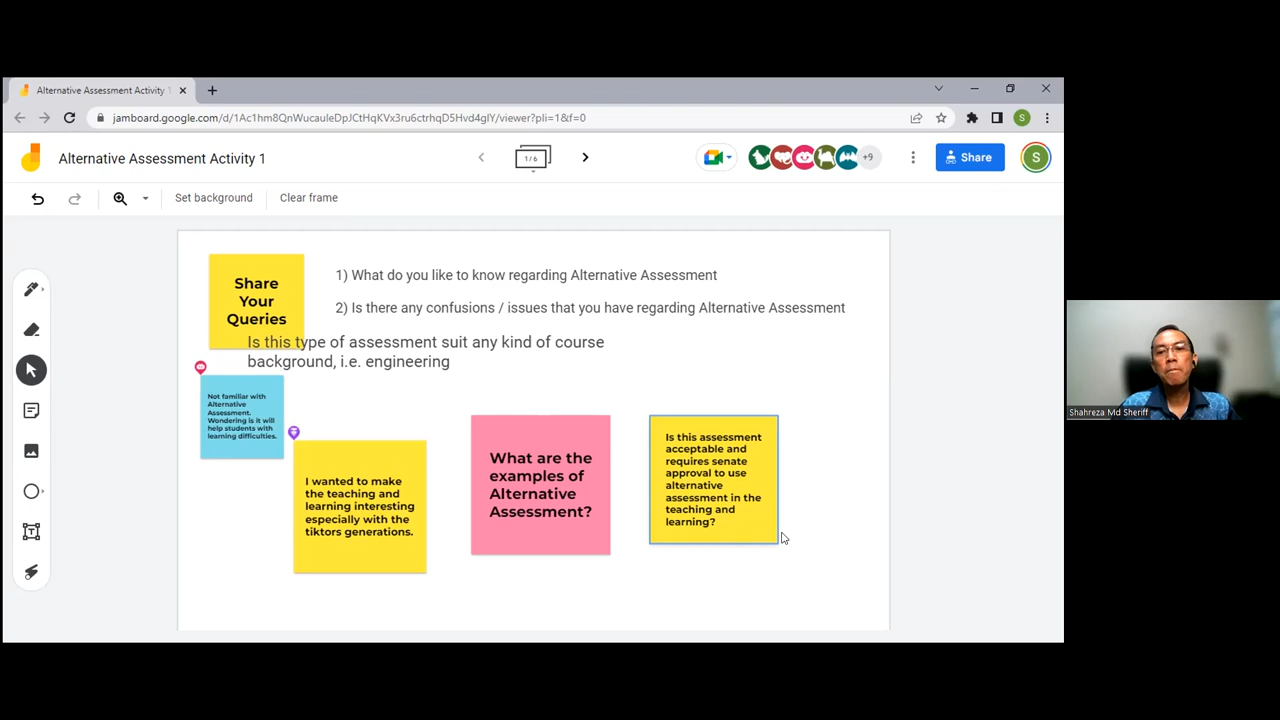 Alternative Assessment Activity 1
jamboard.google.com/d/1Ac1hm8QnWucauleDpJCtHqKVx3ru6ctrhqD5Hvd4glY/viewer?pli=1&f=0
S
Alternative Assessment Activity 1
1/6
+9
Share
S
Set background
Clear frame
Share
Your
Queries
1) What do you like to know regarding Alternative Assessment
2) Is there any confusions / issues that you have regarding Alternative Assessment
Is this type of assessment suit any kind of course
background, i.e. engineering
Not familiar with
Alternative
Assessment.
Wondering is it will
help students with
learning difficulties.
I wanted to make
the teaching and
learning interesting
especially with the
tiktors generations.
What are the
examples of
Alternative
Assessment?
Is this assessment
acceptable and
requires senate
approval to use
alternative
assessment in the
teaching and
learning?
Shahreza Md Sheriff